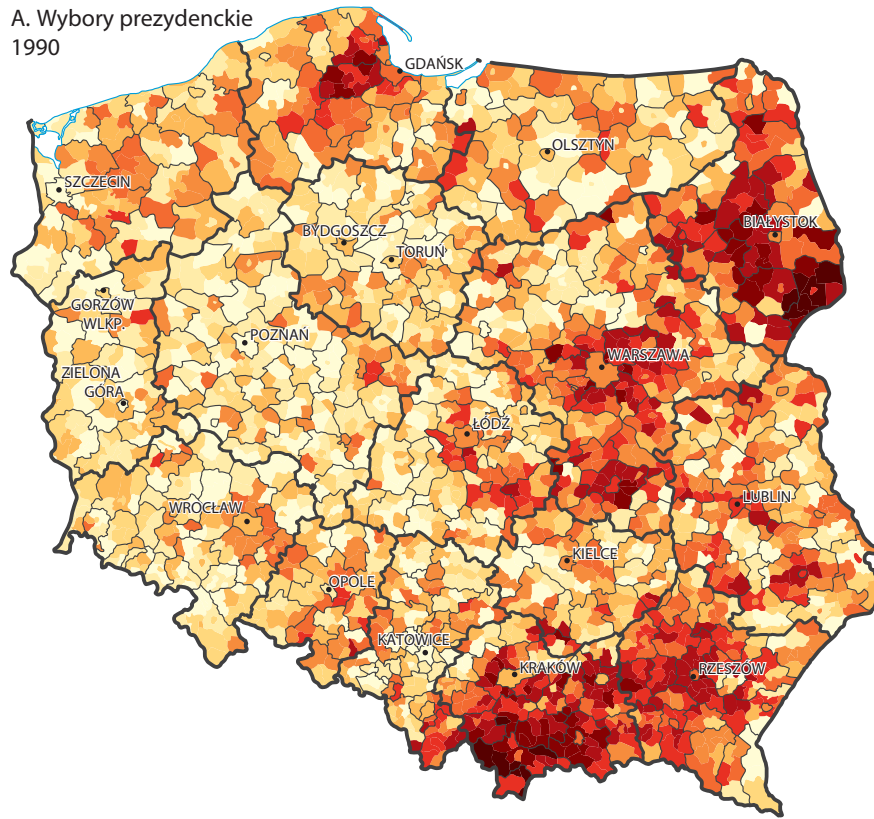 A. Wybory prezydenckie
1990
GDAŃSK
OLSZTYN
SZCZECIN
BIAŁYSTOK
BYDGOSZCZ
TORUŃ
GORZÓW
WLKP.
POZNAŃ
WARSZAWA
ZIELONA
GÓRA
ŁÓDŹ
LUBLIN
WROCŁAW
KIELCE
OPOLE
KATOWICE
KRAKÓW
RZESZÓW